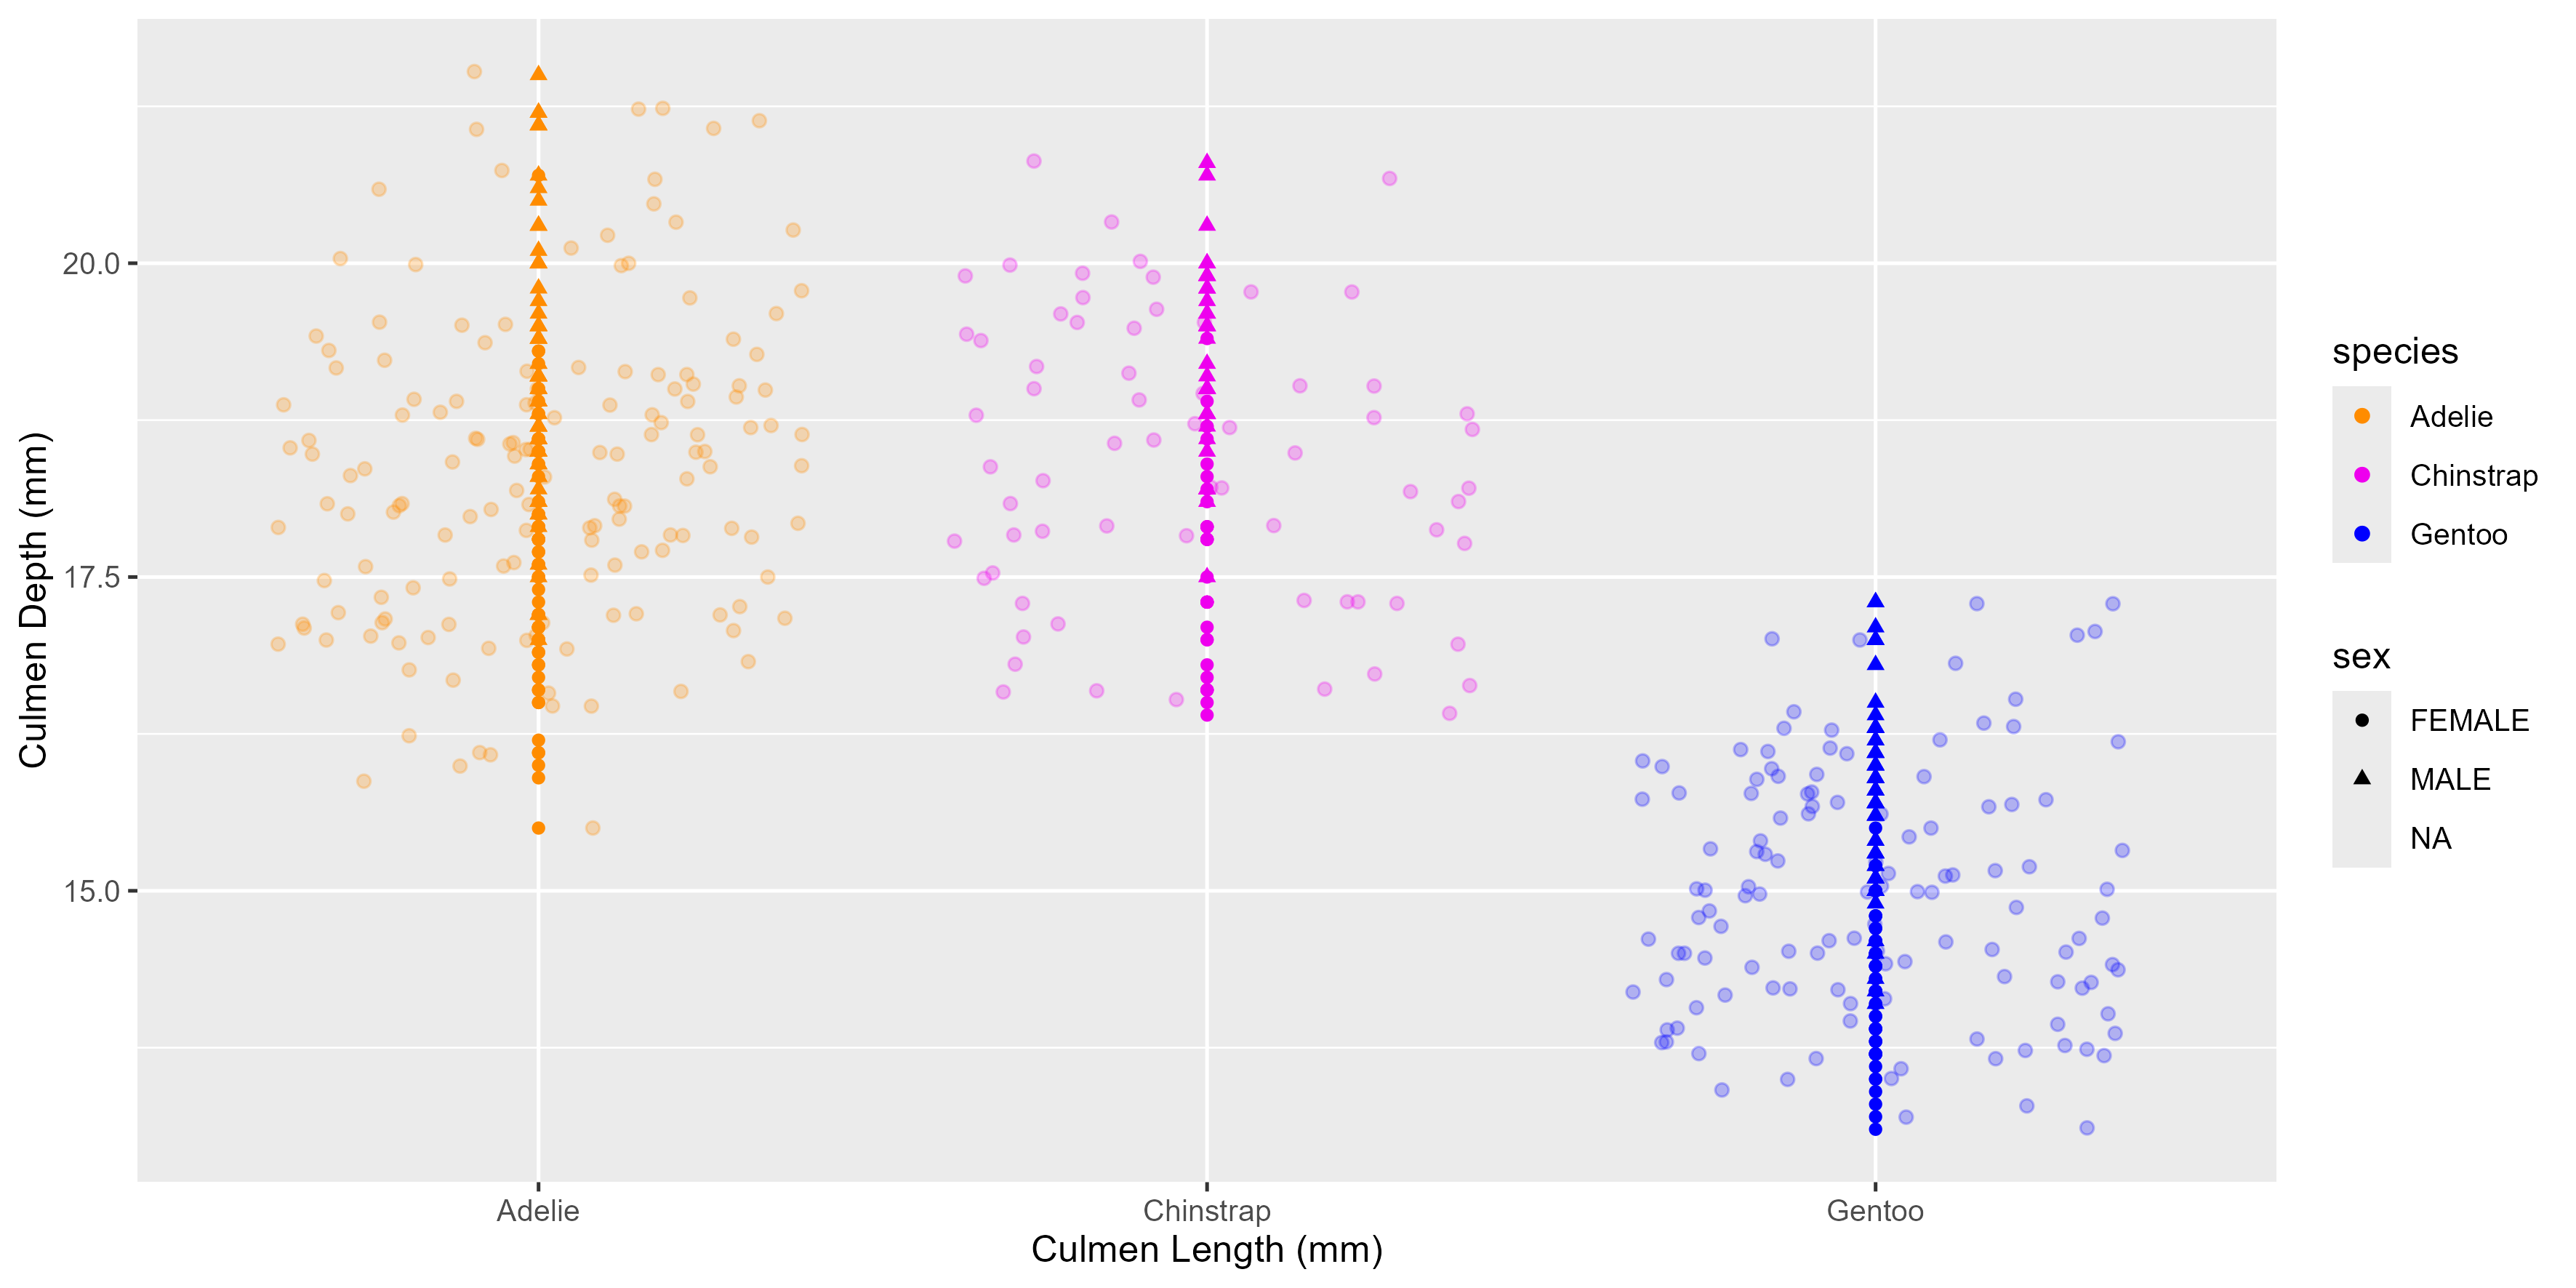 Culmen Depth (mm)
20.0
17.5
15.0
Adelie
Chinstrap
Gentoo
Culmen Length (mm)
species
Adelie
Chinstrap
Gentoo
sex
FEMALE
MALE
NA